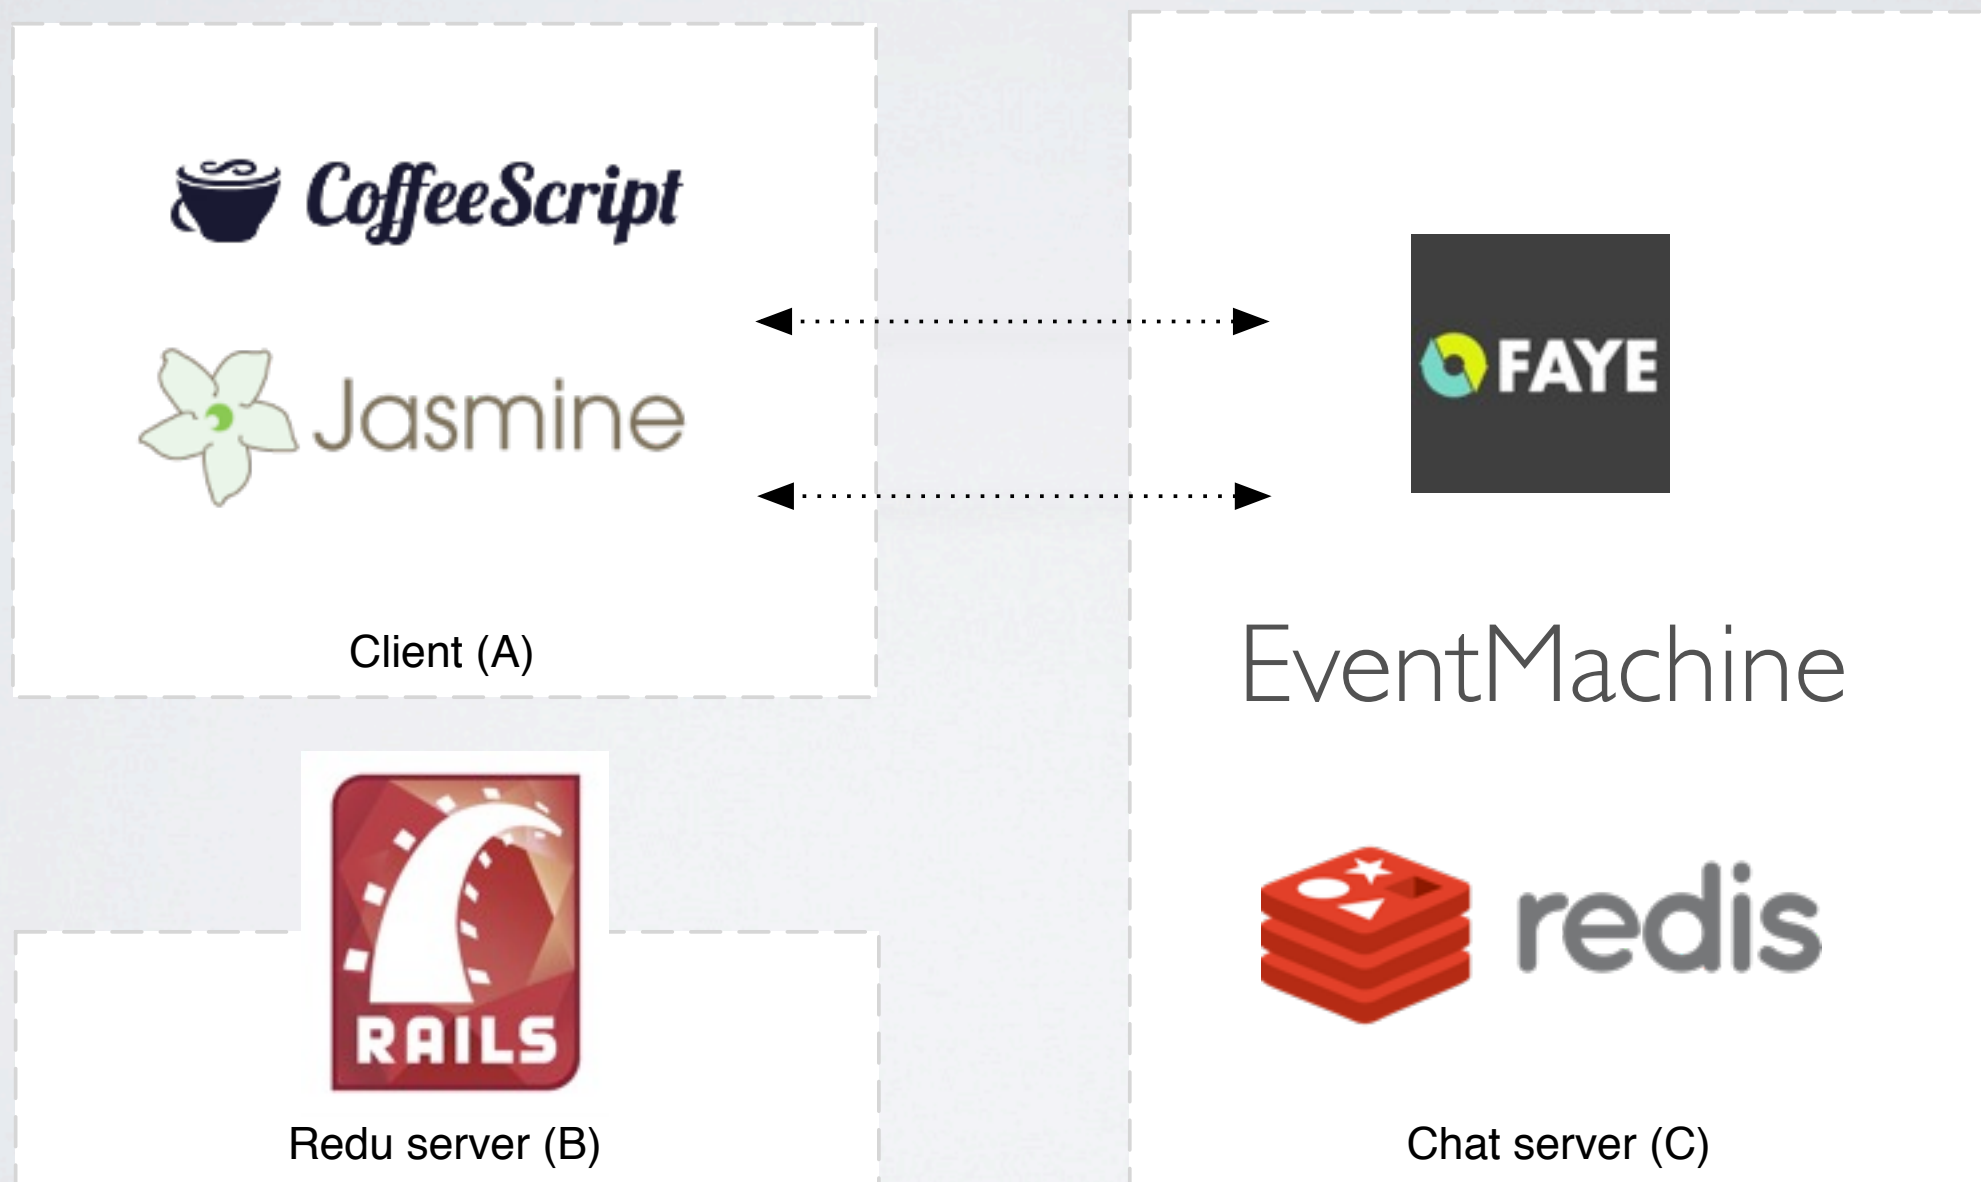 CoffeeScript
Jasmine
Client (A)
RAILS
Redu server (B)
FAYE
EventMachine
redis
Chat server (C)